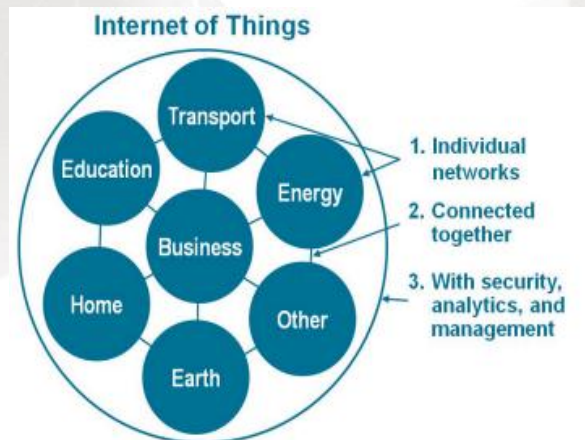 Internet of Things
Transport
Education
Energy
Business
Home
Other
Earth
1. Individual
networks
2. Connected
together
3. With security,
analytics, and
management